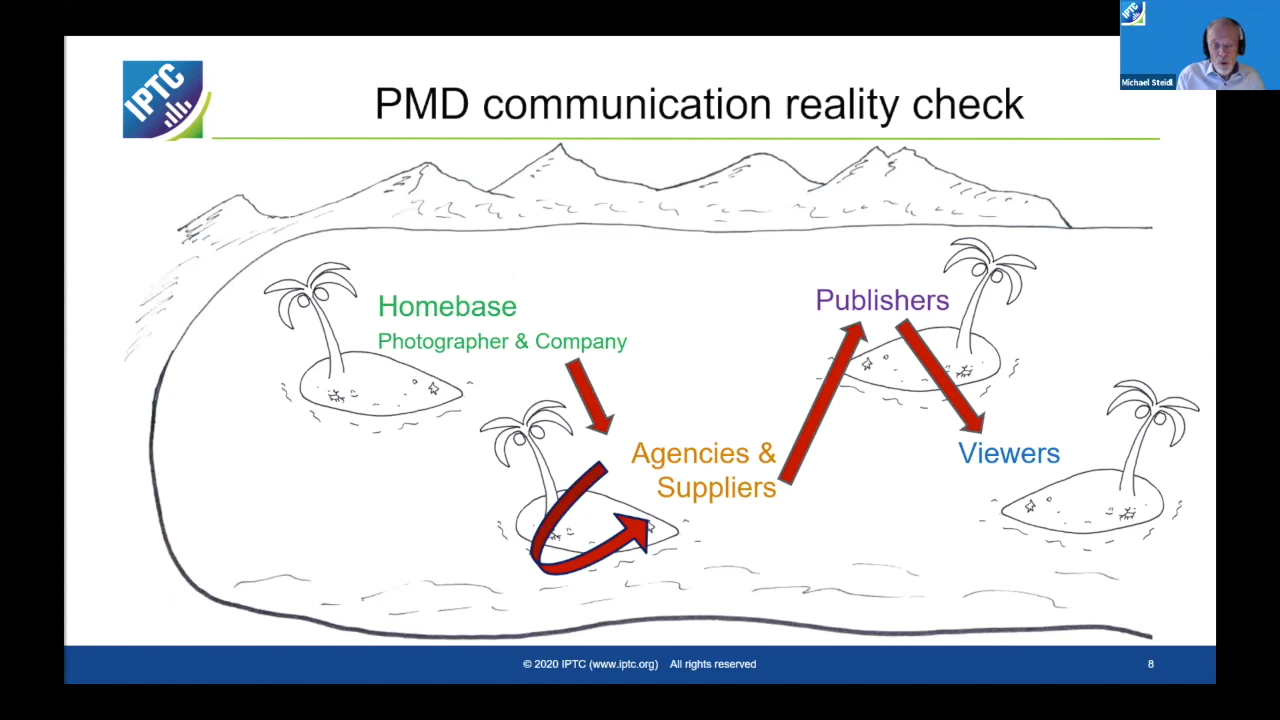 IPTC
Michael Steidl
IPTC
PMD communication reality check
Homebase
Photographer & Company
Publishers
Agencies &
Suppliers
Viewers
© 2020 IPTC (www.iptc.org) All rights reserved
8